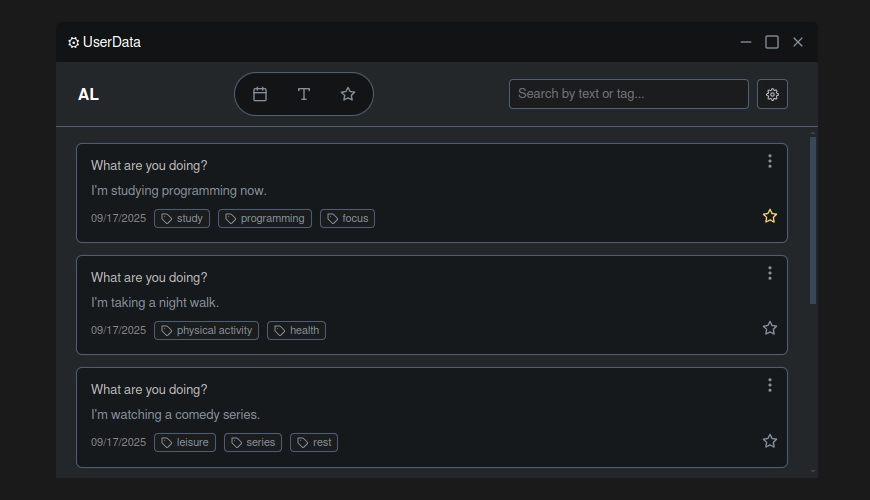 UserData
AL
Search by text or tag...
What are you doing?
I'm studying programming now.
09/17/2025 study programming focus
What are you doing?
I'm taking a night walk.
09/17/2025 physical activity health
What are you doing?
I'm watching a comedy series.
09/17/2025 leisure series rest